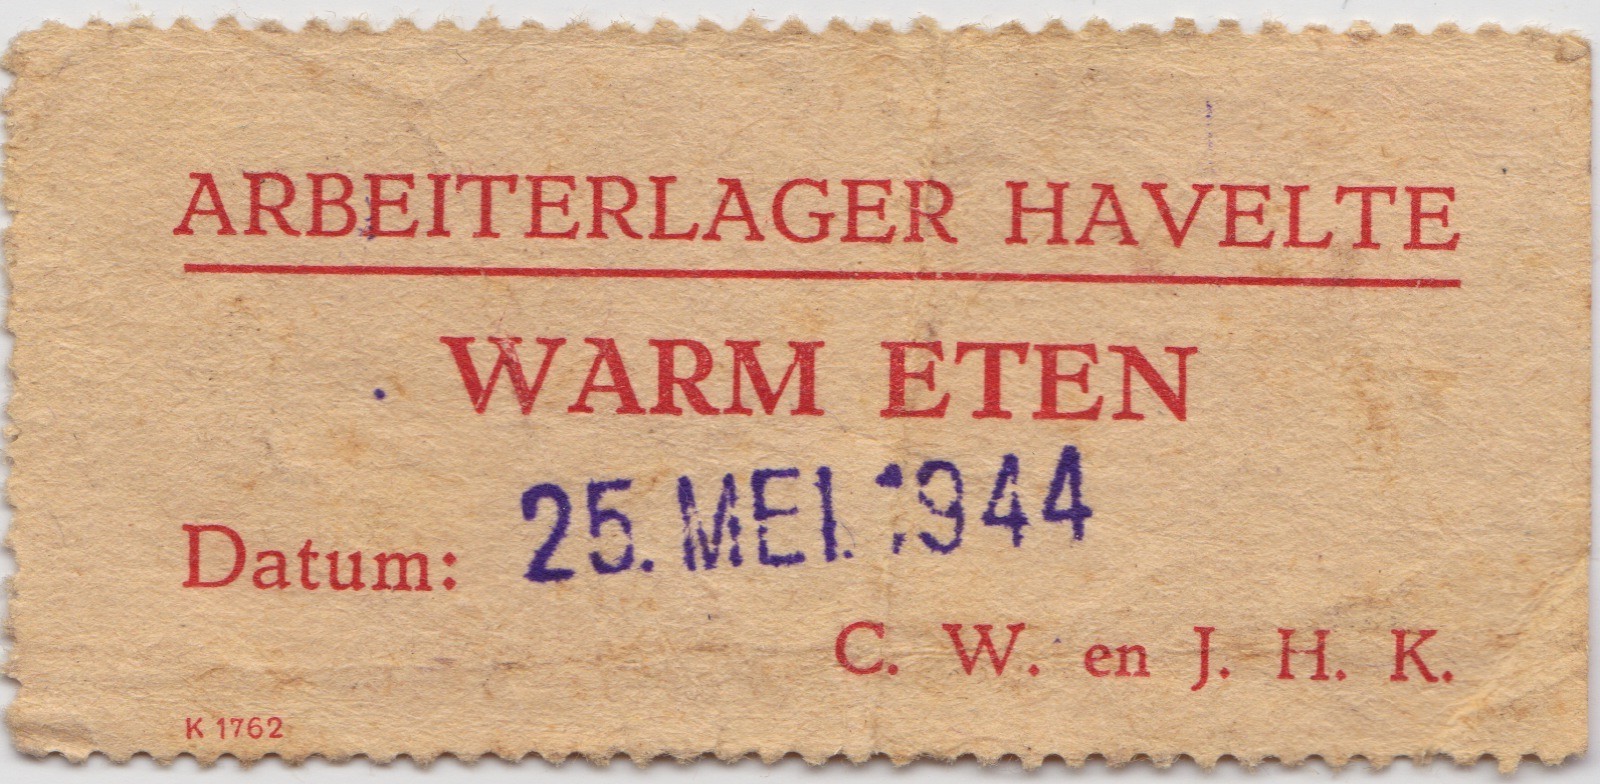 ARBEITERLAGER HAVELTE
WARM ETEN
Datum: 25. MEI. 1944
C. W. en J. H. K.
K 1762